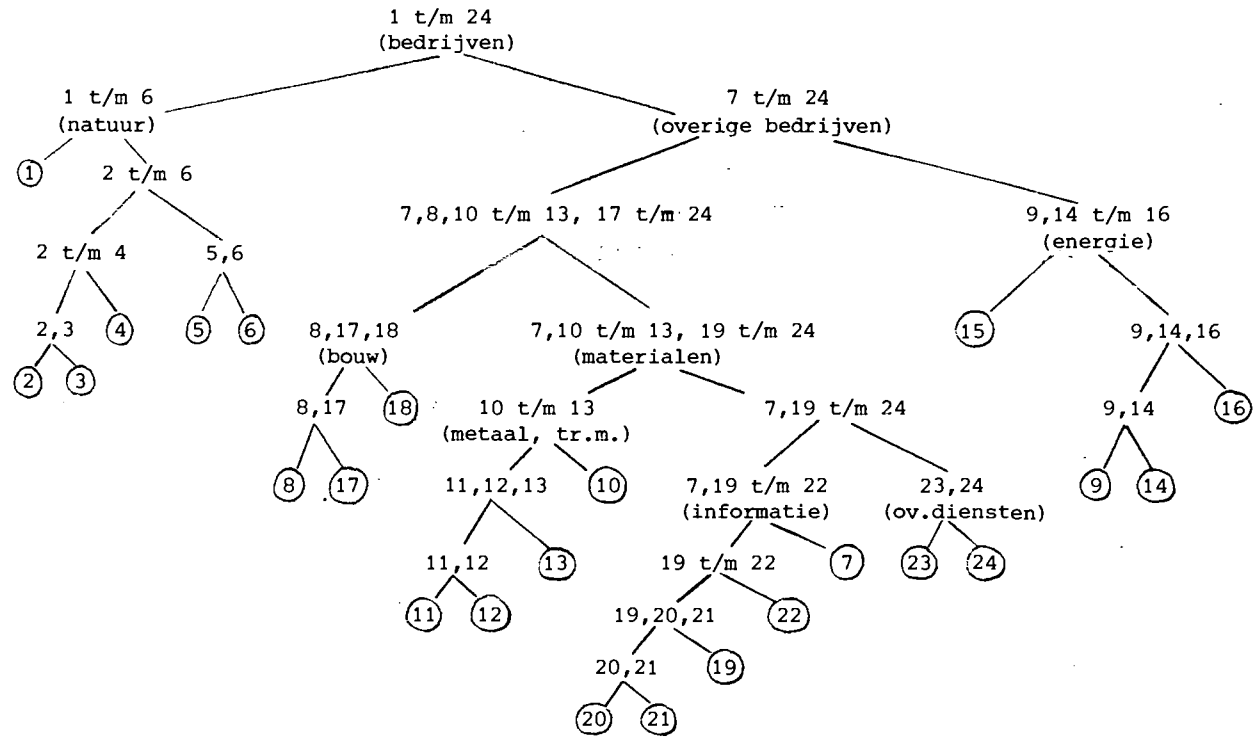 1 t/m 24
(bedrijven)
1 t/m 6
(natuur)
7 t/m 24
(overige bedrijven)
1
2 t/m 6
7,8,10 t/m 13, 17 t/m 24
9,14 t/m 16
(energie)
2 t/m 4
5,6
2,3
4
5
6
8,17,18
(bouw)
7,10 t/m 13, 19 t/m 24
(materialen)
15
9,14,16
2
3
8,17
18
10 t/m 13
(metaal, tr.m.)
7,19 t/m 24
9,14
16
8
17
11,12,13
10
7,19 t/m 22
(informatie)
23,24
(ov.diensten)
9
14
11,12
13
19 t/m 22
7
23
24
11
12
19,20,21
22
20,21
19
20
21